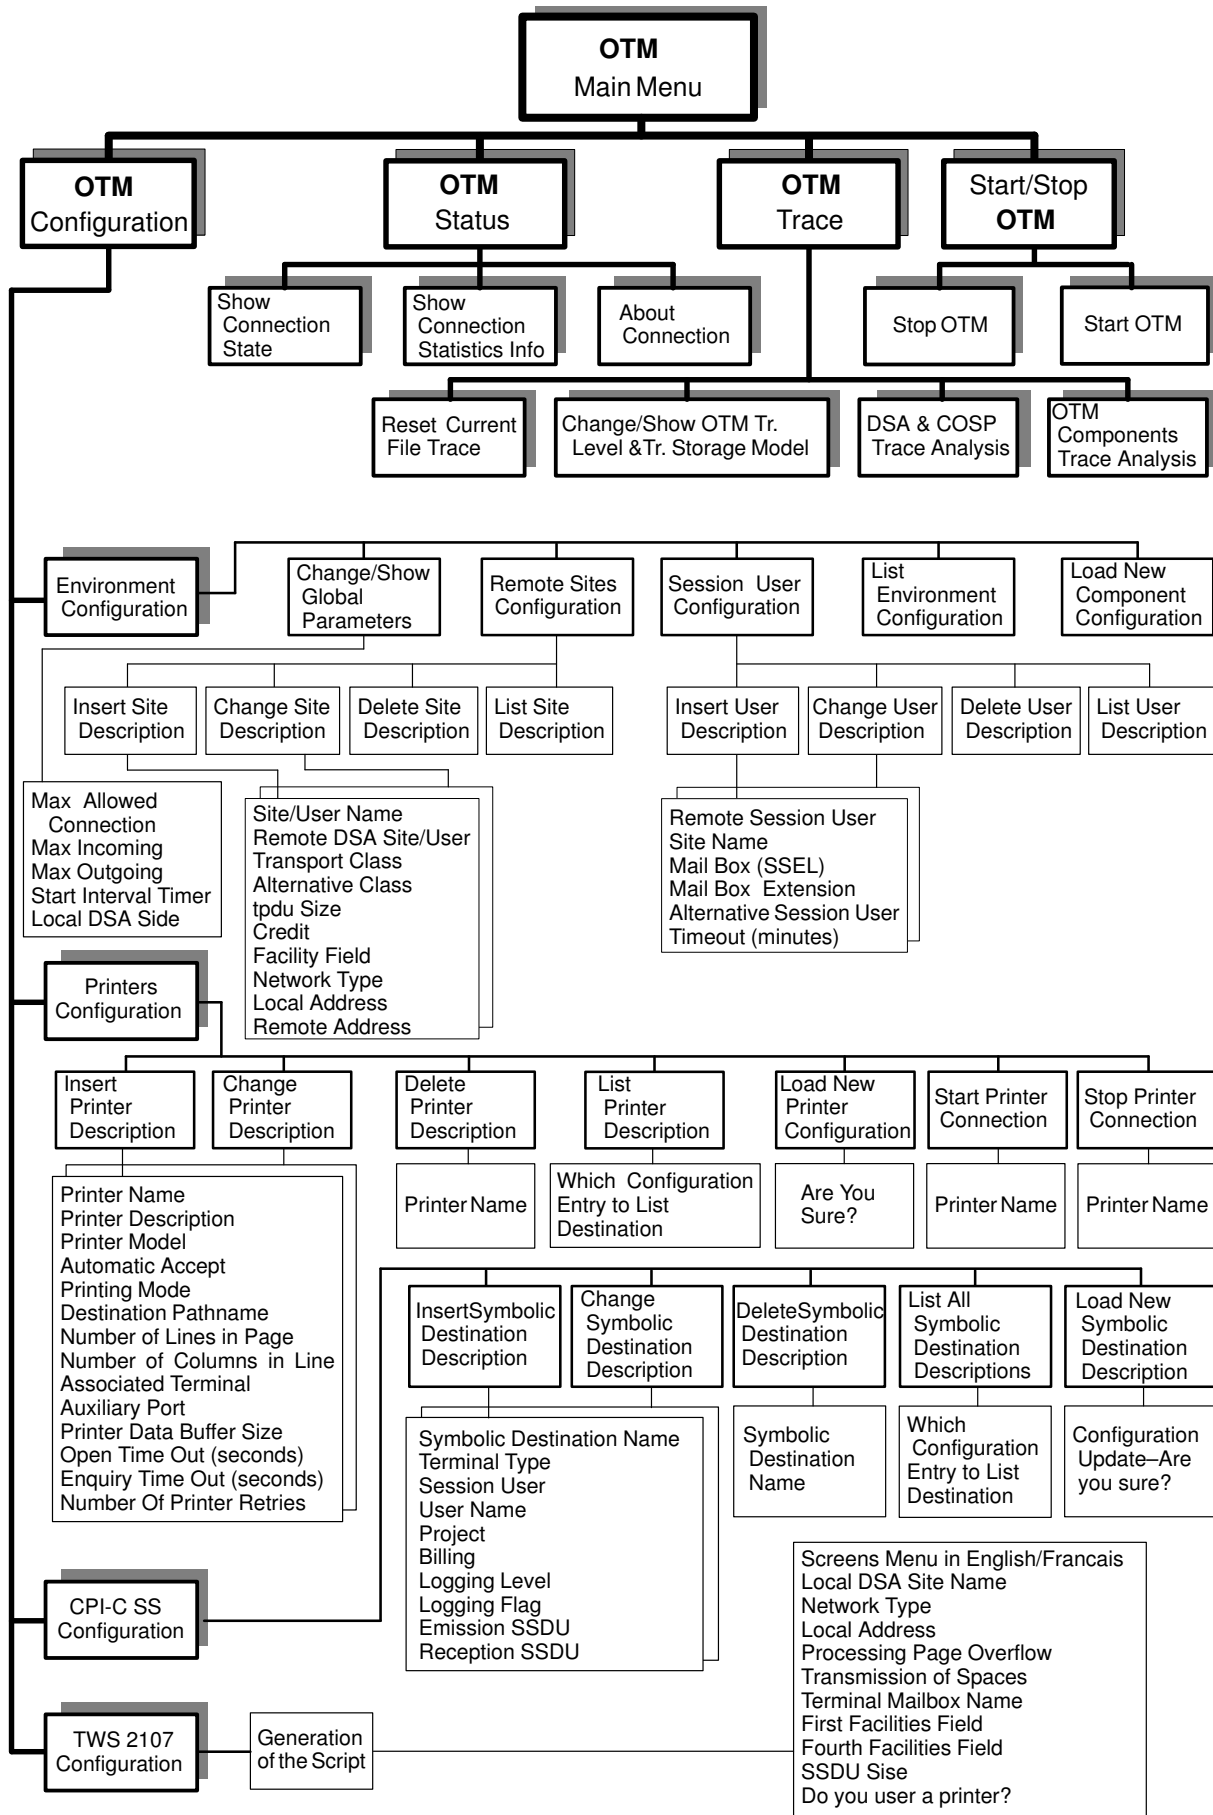 OTM
Main Menu
OTM
Configuration
OTM
Status
OTM
Trace
Start/Stop
OTM
Show
Connection
State
Show
Connection
Statistics Info
About
Connection
Stop OTM
Start OTM
Reset Current
File Trace
Change/Show OTM Tr.
Level &Tr. Storage Model
DSA & COSP
Trace Analysis
OTM
Components
Trace Analysis
Environment
Configuration
Change/Show
Global
Parameters
Remote Sites
Configuration
Session User
Configuration
List
Environment
Configuration
Load New
Component
Configuration
Insert Site
Description
Change Site
Description
Delete Site
Description
List Site
Description
Insert User
Description
Change User
Description
Delete User
Description
List User
Description
Max Allowed
Connection
Max Incoming
Max Outgoing
Start Interval Timer
Local DSA Side
Site/User Name
Remote DSA Site/User
Transport Class
Alternative Class
tpdu Size
Credit
Facility Field
Network Type
Local Address
Remote Address
Remote Session User
Site Name
Mail Box (SSEL)
Mail Box Extension
Alternative Session User
Timeout (minutes)
Printers
Configuration
Insert
Printer
Description
Change
Printer
Description
Delete
Printer
Description
List
Printer
Description
Load New
Printer
Configuration
Start Printer
Connection
Stop Printer
Connection
Printer Name
Printer Description
Printer Model
Automatic Accept
Printing Mode
Destination Pathname
Number of Lines in Page
Number of Columns in Line
Associated Terminal
Auxiliary Port
Printer Data Buffer Size
Open Time Out (seconds)
Enquiry Time Out (seconds)
Number Of Printer Retries
Printer Name
Which Configuration
Entry to List
Destination
Are You
Sure?
Printer Name
Printer Name
InsertSymbolic
Destination
Description
Change
Symbolic
Destination
Description
DeleteSymbolic
Destination
Description
List All
Symbolic
Destination
Descriptions
Load New
Symbolic
Destination
Description
Symbolic Destination Name
Terminal Type
Session User
User Name
Project
Billing
Logging Level
Logging Flag
Emission SSDU
Reception SSDU
Symbolic
Destination
Name
Which
Configuration
Entry to List
Destination
Configuration
Update–Are
you sure?
CPI-C SS
Configuration
TWS 2107
Configuration
Generation
of the Script
Screens Menu in English/Francais
Local DSA Site Name
Network Type
Local Address
Processing Page Overflow
Transmission of Spaces
Terminal Mailbox Name
First Facilities Field
Fourth Facilities Field
SSDU Sise
Do you user a printer?